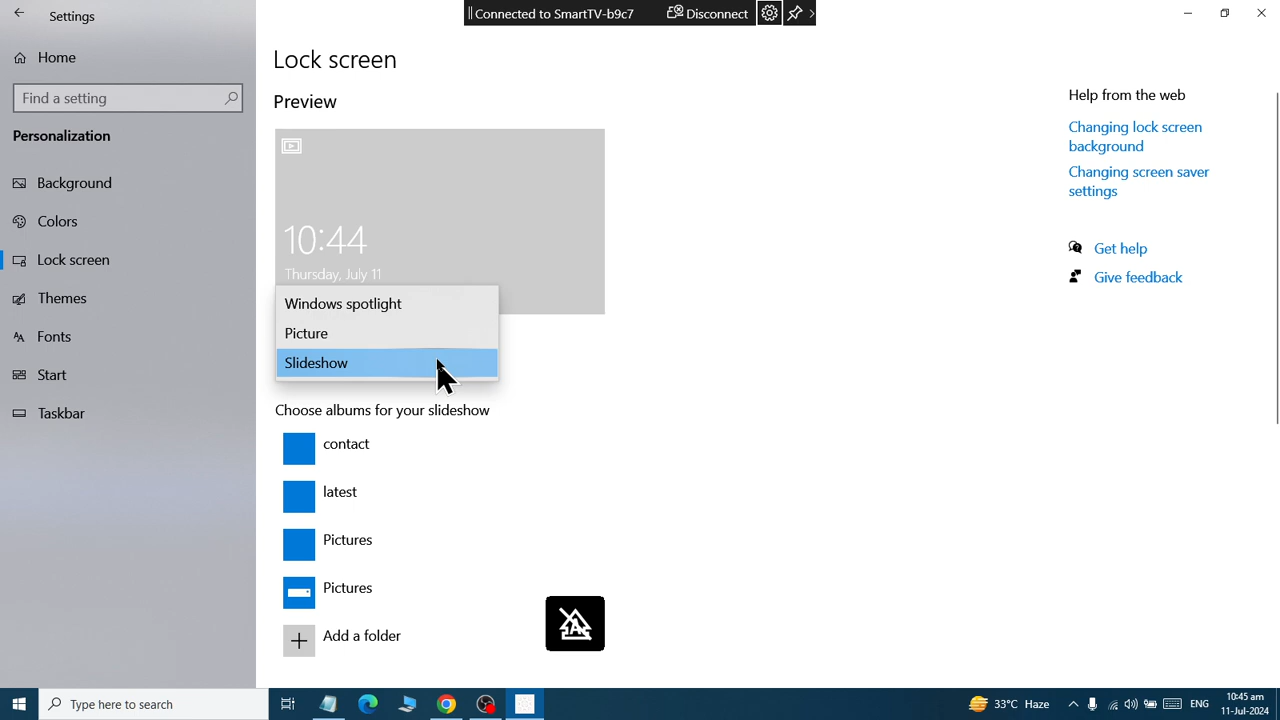 Settings
Connected to SmartTV-b9c7
Disconnect
Home
Find a setting
Personalization
Background
Colors
Lock screen
Themes
Fonts
Start
Taskbar
Lock screen
Preview
10:44
Thursday, July 11
Windows spotlight
Picture
Slideshow
Choose albums for your slideshow
contact
latest
Pictures
Pictures
Add a folder
Help from the web
Changing lock screen
background
Changing screen saver
settings
Get help
Give feedback
Type here to search
33°C Haze
ENG
10:45 am
11-Jul-2024